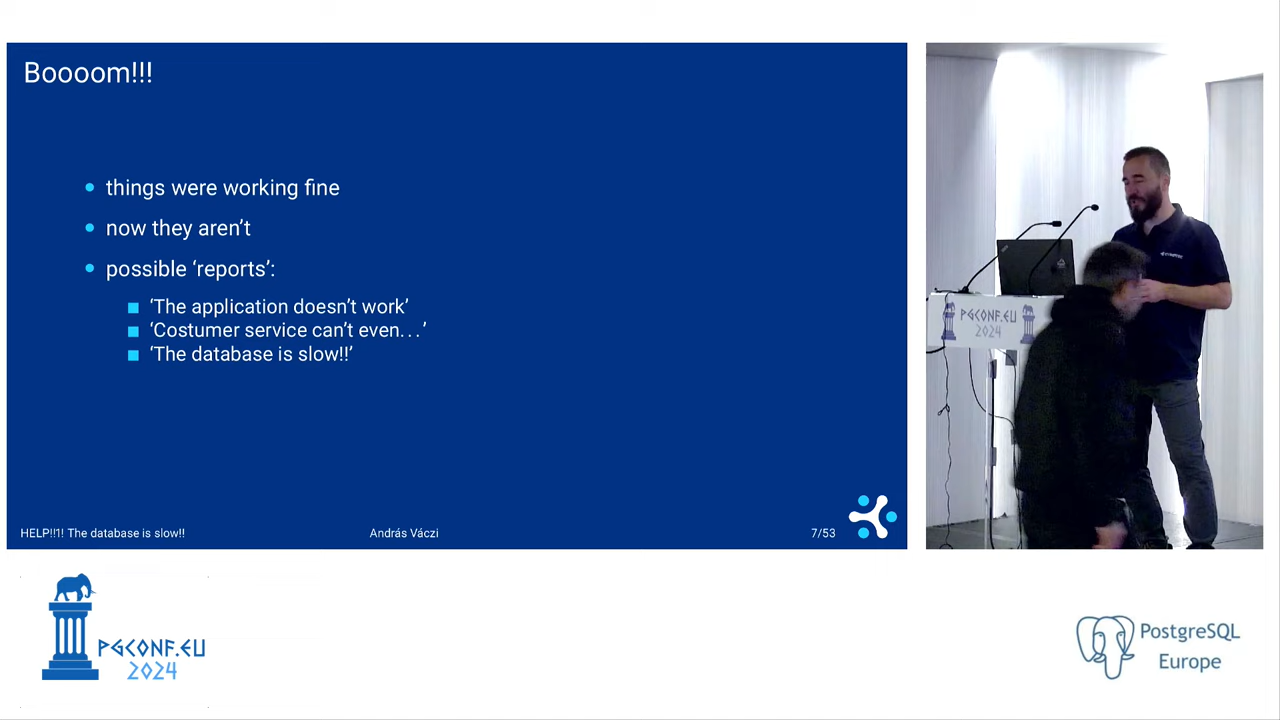 Boooom!!!
things were working fine
now they aren't
possible ‘reports’:
‘The application doesn't work’
‘Costumer service can't even...’
‘The database is slow!!’
HELP!!1! The database is slow!!
András Váczi
7/53
PGCONF.EU
2024
PGCONF.EU
2024
PostgreSQL
Europe